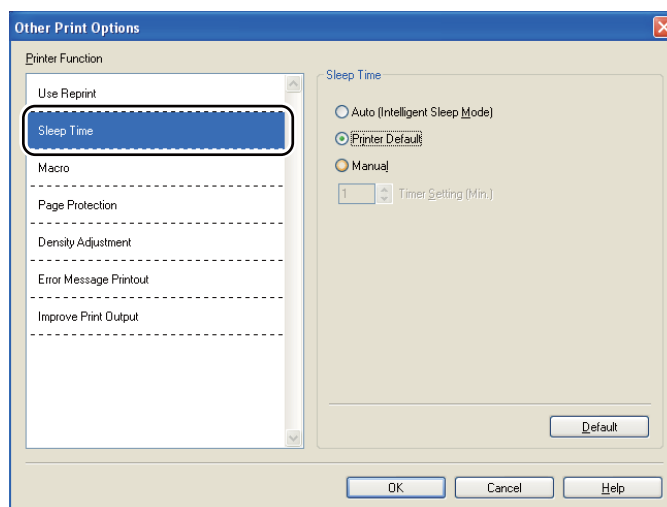 Other Print Options
Printer Function
Use Reprint
Sleep Time
Macro
Page Protection
Density Adjustment
Error Message Printout
Improve Print Output
Sleep Time
Auto (Intelligent Sleep Mode)
Printer Default
Manual
1 Timer Setting (Min.)
Default
OK Cancel Help